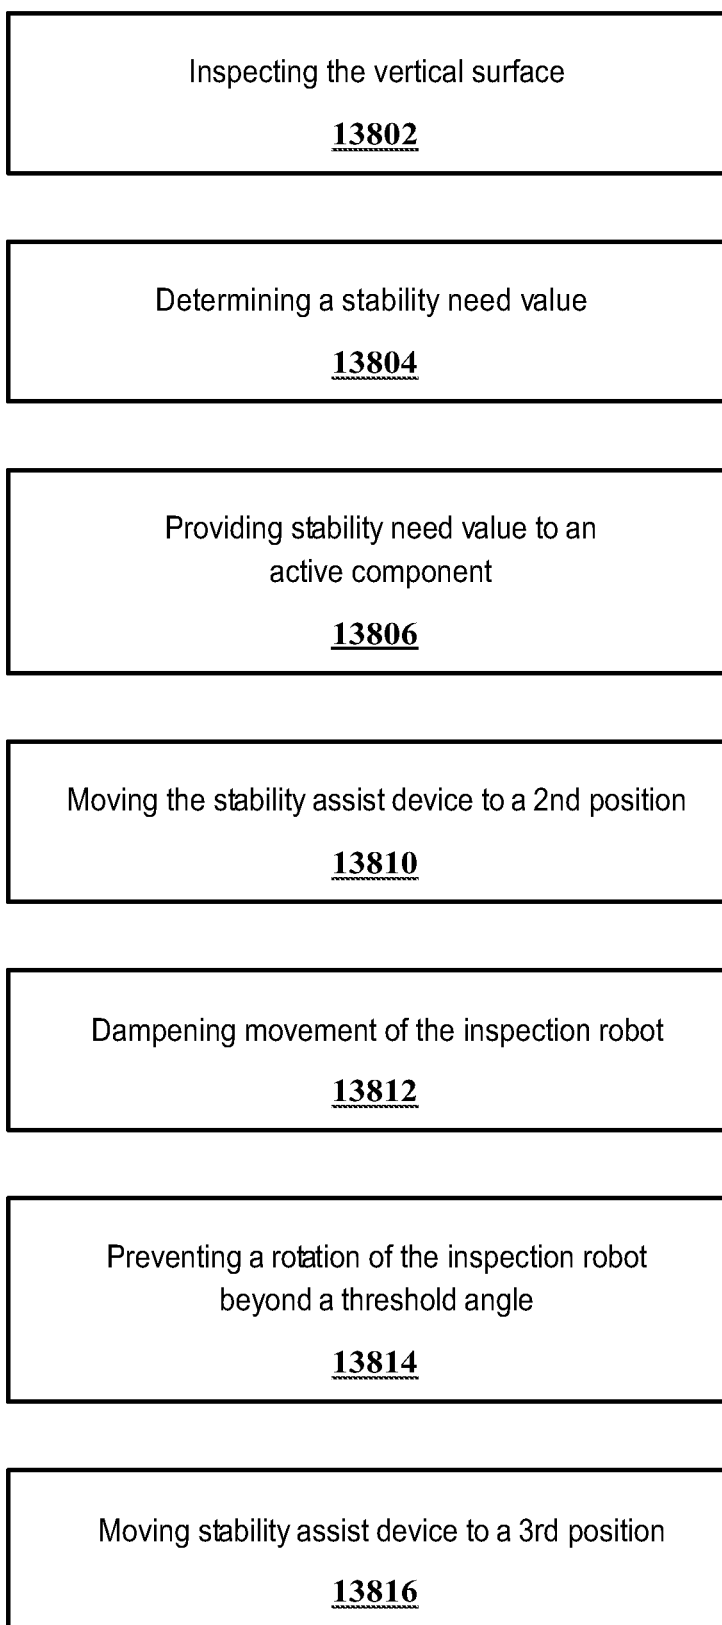 Inspecting the vertical surface
13802
Determining a stability need value
13804
Providing stability need value to an
active component
13806
Moving the stability assist device to a 2nd position
13810
Dampening movement of the inspection robot
13812
Preventing a rotation of the inspection robot
beyond a threshold angle
13814
Moving stability assist device to a 3rd position
13816